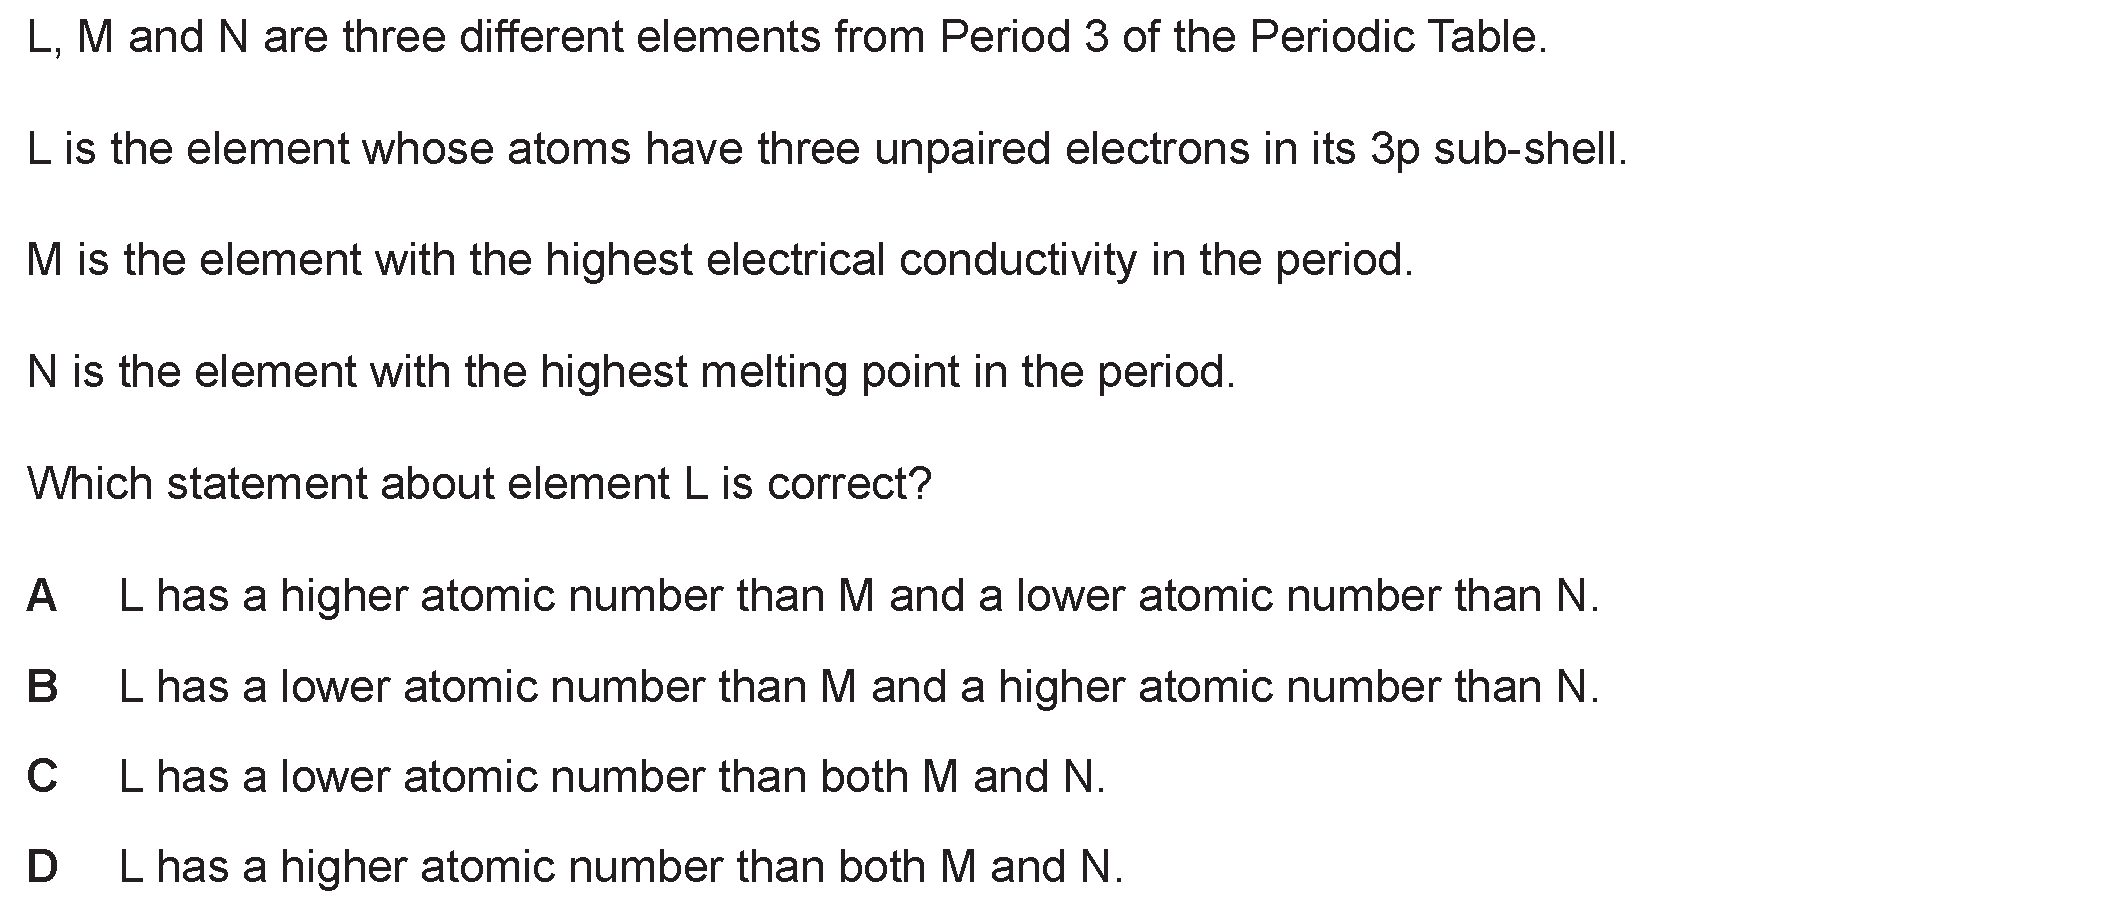 L, M and N are three different elements from Period 3 of the Periodic Table.
L is the element whose atoms have three unpaired electrons in its 3p sub-shell.
M is the element with the highest electrical conductivity in the period.
N is the element with the highest melting point in the period.
Which statement about element L is correct?
A L has a higher atomic number than M and a lower atomic number than N.
B L has a lower atomic number than M and a higher atomic number than N.
C L has a lower atomic number than both M and N.
D L has a higher atomic number than both M and N.